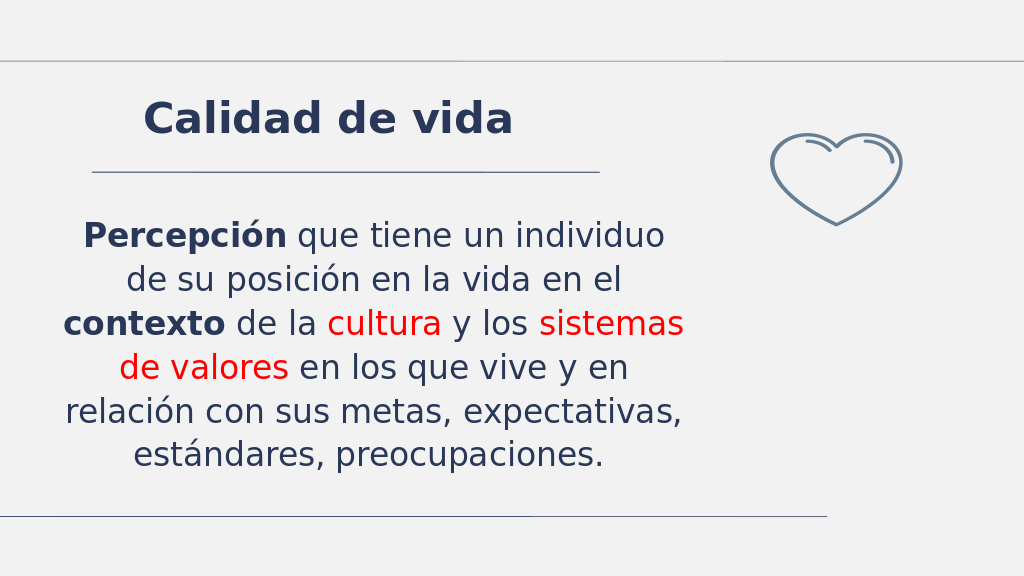 Calidad de vida
Percepción que tiene un individuo
de su posición en la vida en el
contexto de la cultura y los sistemas
de valores en los que vive y en
relación con sus metas, expectativas,
estándares, preocupaciones.